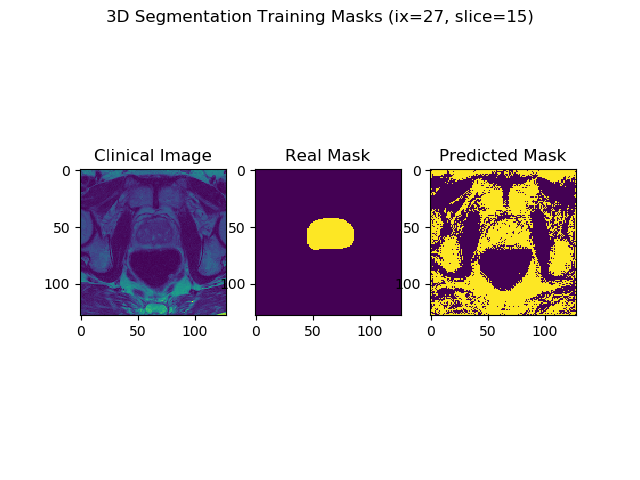 3D Segmentation Training Masks (ix=27, slice=15)
Clinical Image Real Mask Predicted Mask
0 0 0
50 50 50
100 100 100
0 50 100 0 50 100 0 50 100